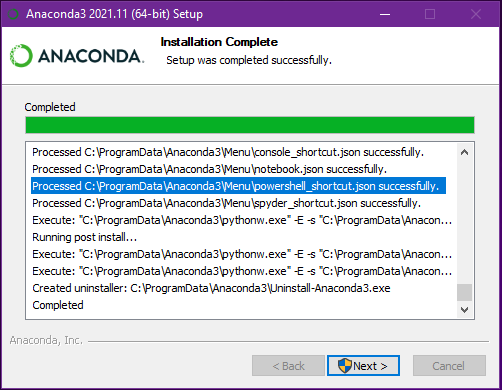 Anaconda3 2021.11 (64-bit) Setup
Installation Complete
Setup was completed successfully.
ANACONDA.
Completed
Processed C:\ProgramData\Anaconda3\Menu\console_shortcut.json successfully.
Processed C:\ProgramData\Anaconda3\Menu\notebook.json successfully.
Processed C:\ProgramData\Anaconda3\Menu\powershell_shortcut.json successfully.
Processed C:\ProgramData\Anaconda3\Menu\spyder_shortcut.json successfully.
Execute: "C:\ProgramData\Anaconda3\pythonw.exe" -E -s "C:\ProgramData\Anacon...
Running post install...
Execute: "C:\ProgramData\Anaconda3\pythonw.exe" -E -s "C:\ProgramData\Anacon...
Execute: "C:\ProgramData\Anaconda3\pythonw.exe" -E -s "C:\ProgramData\Anacon...
Created uninstaller: C:\ProgramData\Anaconda3\Uninstall-Anaconda3.exe
Completed
Anaconda, Inc.
< Back
Next >
Cancel